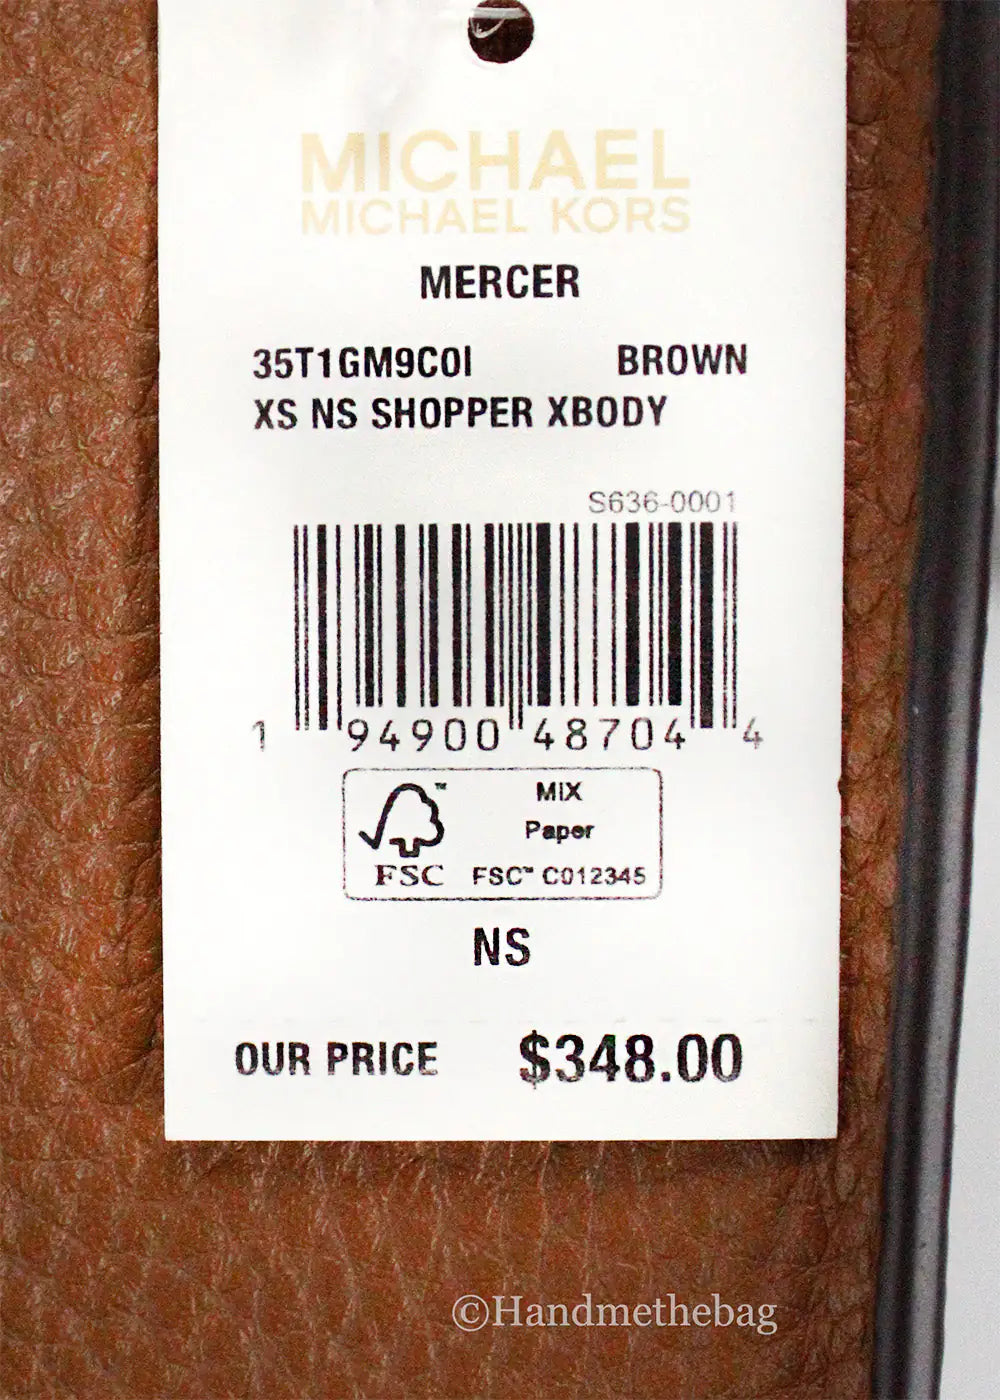 MICHAEL
MICHAEL KORS
MERCER
35T1GM9C0I BROWN
XS NS SHOPPER XBODY
S636-0001
1 94900 48704 4
MIX
Paper
FSC™ C012345
FSC
NS
OUR PRICE $348.00
©Handmethebag